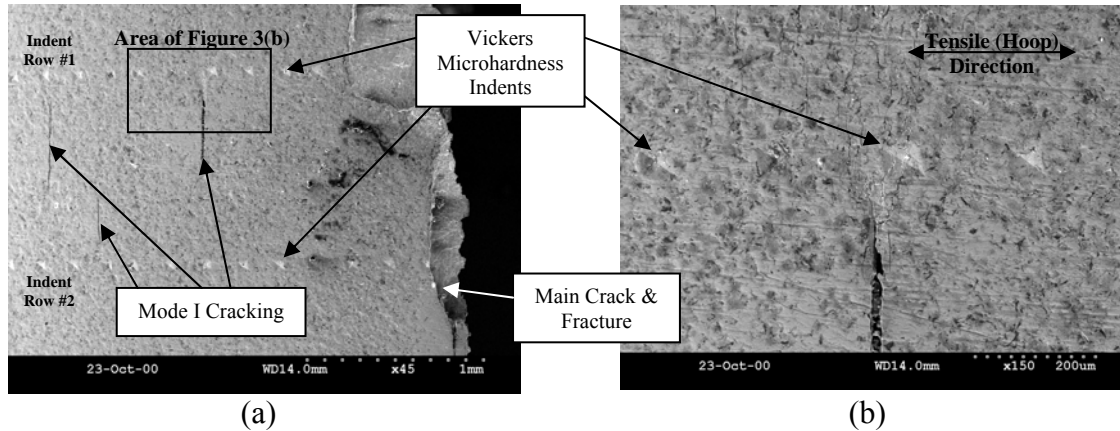 Indent
Row #1
Area of Figure 3(b)
Vickers
Microhardness
Indents
Tensile (Hoop)
Direction
Indent
Row #2
Mode I Cracking
Main Crack &
Fracture
23-Oct-00 WD14.0mm x45 1mm
23-Oct-00 WD14.0mm x150 200um
(a)
(b)